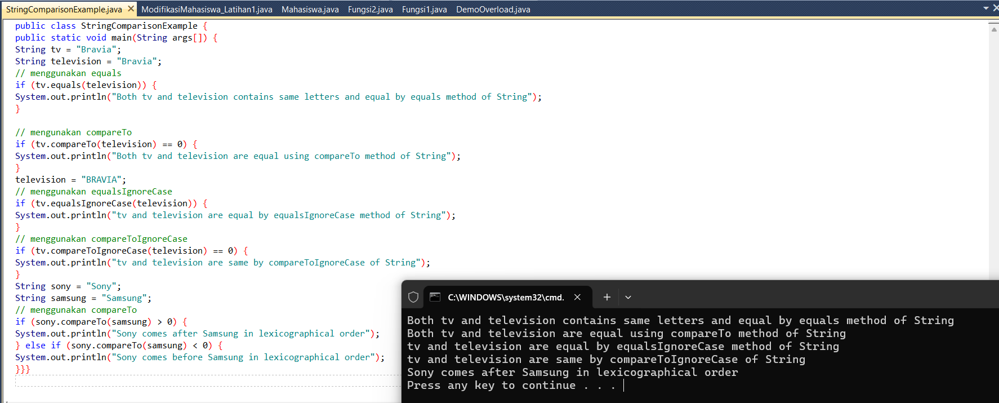 StringComparisonExample.java ModifikasiMahasiswa_Latihan1.java Mahasiswa.java Fungsi2.java Fungsi1.java DemoOverload.java
public class StringComparisonExample {
public static void main(String args[]) {
String tv = "Bravia";
String television = "Bravia";
// menggunakan equals
if (tv.equals(television)) {
System.out.println("Both tv and television contains same letters and equal by equals method of String");
}
// mengunakan compareTo
if (tv.compareTo(television) == 0) {
System.out.println("Both tv and television are equal using compareTo method of String");
}
television = "BRAVIA";
// menggunakan equalsIgnoreCase
if (tv.equalsIgnoreCase(television)) {
System.out.println("tv and television are equal by equalsIgnoreCase method of String");
}
// menggunakan compareToIgnoreCase
if (tv.compareToIgnoreCase(television) == 0) {
System.out.println("tv and television are same by compareToIgnoreCase of String");
}
String sony = "Sony";
String samsung = "Samsung";
// menggunakan compareTo
if (sony.compareTo(samsung) > 0) {
System.out.println("Sony comes after Samsung in lexicographical order");
} else if (sony.compareTo(samsung) < 0) {
System.out.println("Sony comes before Samsung in lexicographical order");
}}}
C:\WINDOWS\system32\cmd.
Both tv and television contains same letters and equal by equals method of String
Both tv and television are equal using compareTo method of String
tv and television are equal by equalsIgnoreCase method of String
tv and television are same by compareToIgnoreCase of String
Sony comes after Samsung in lexicographical order
Press any key to continue . . .